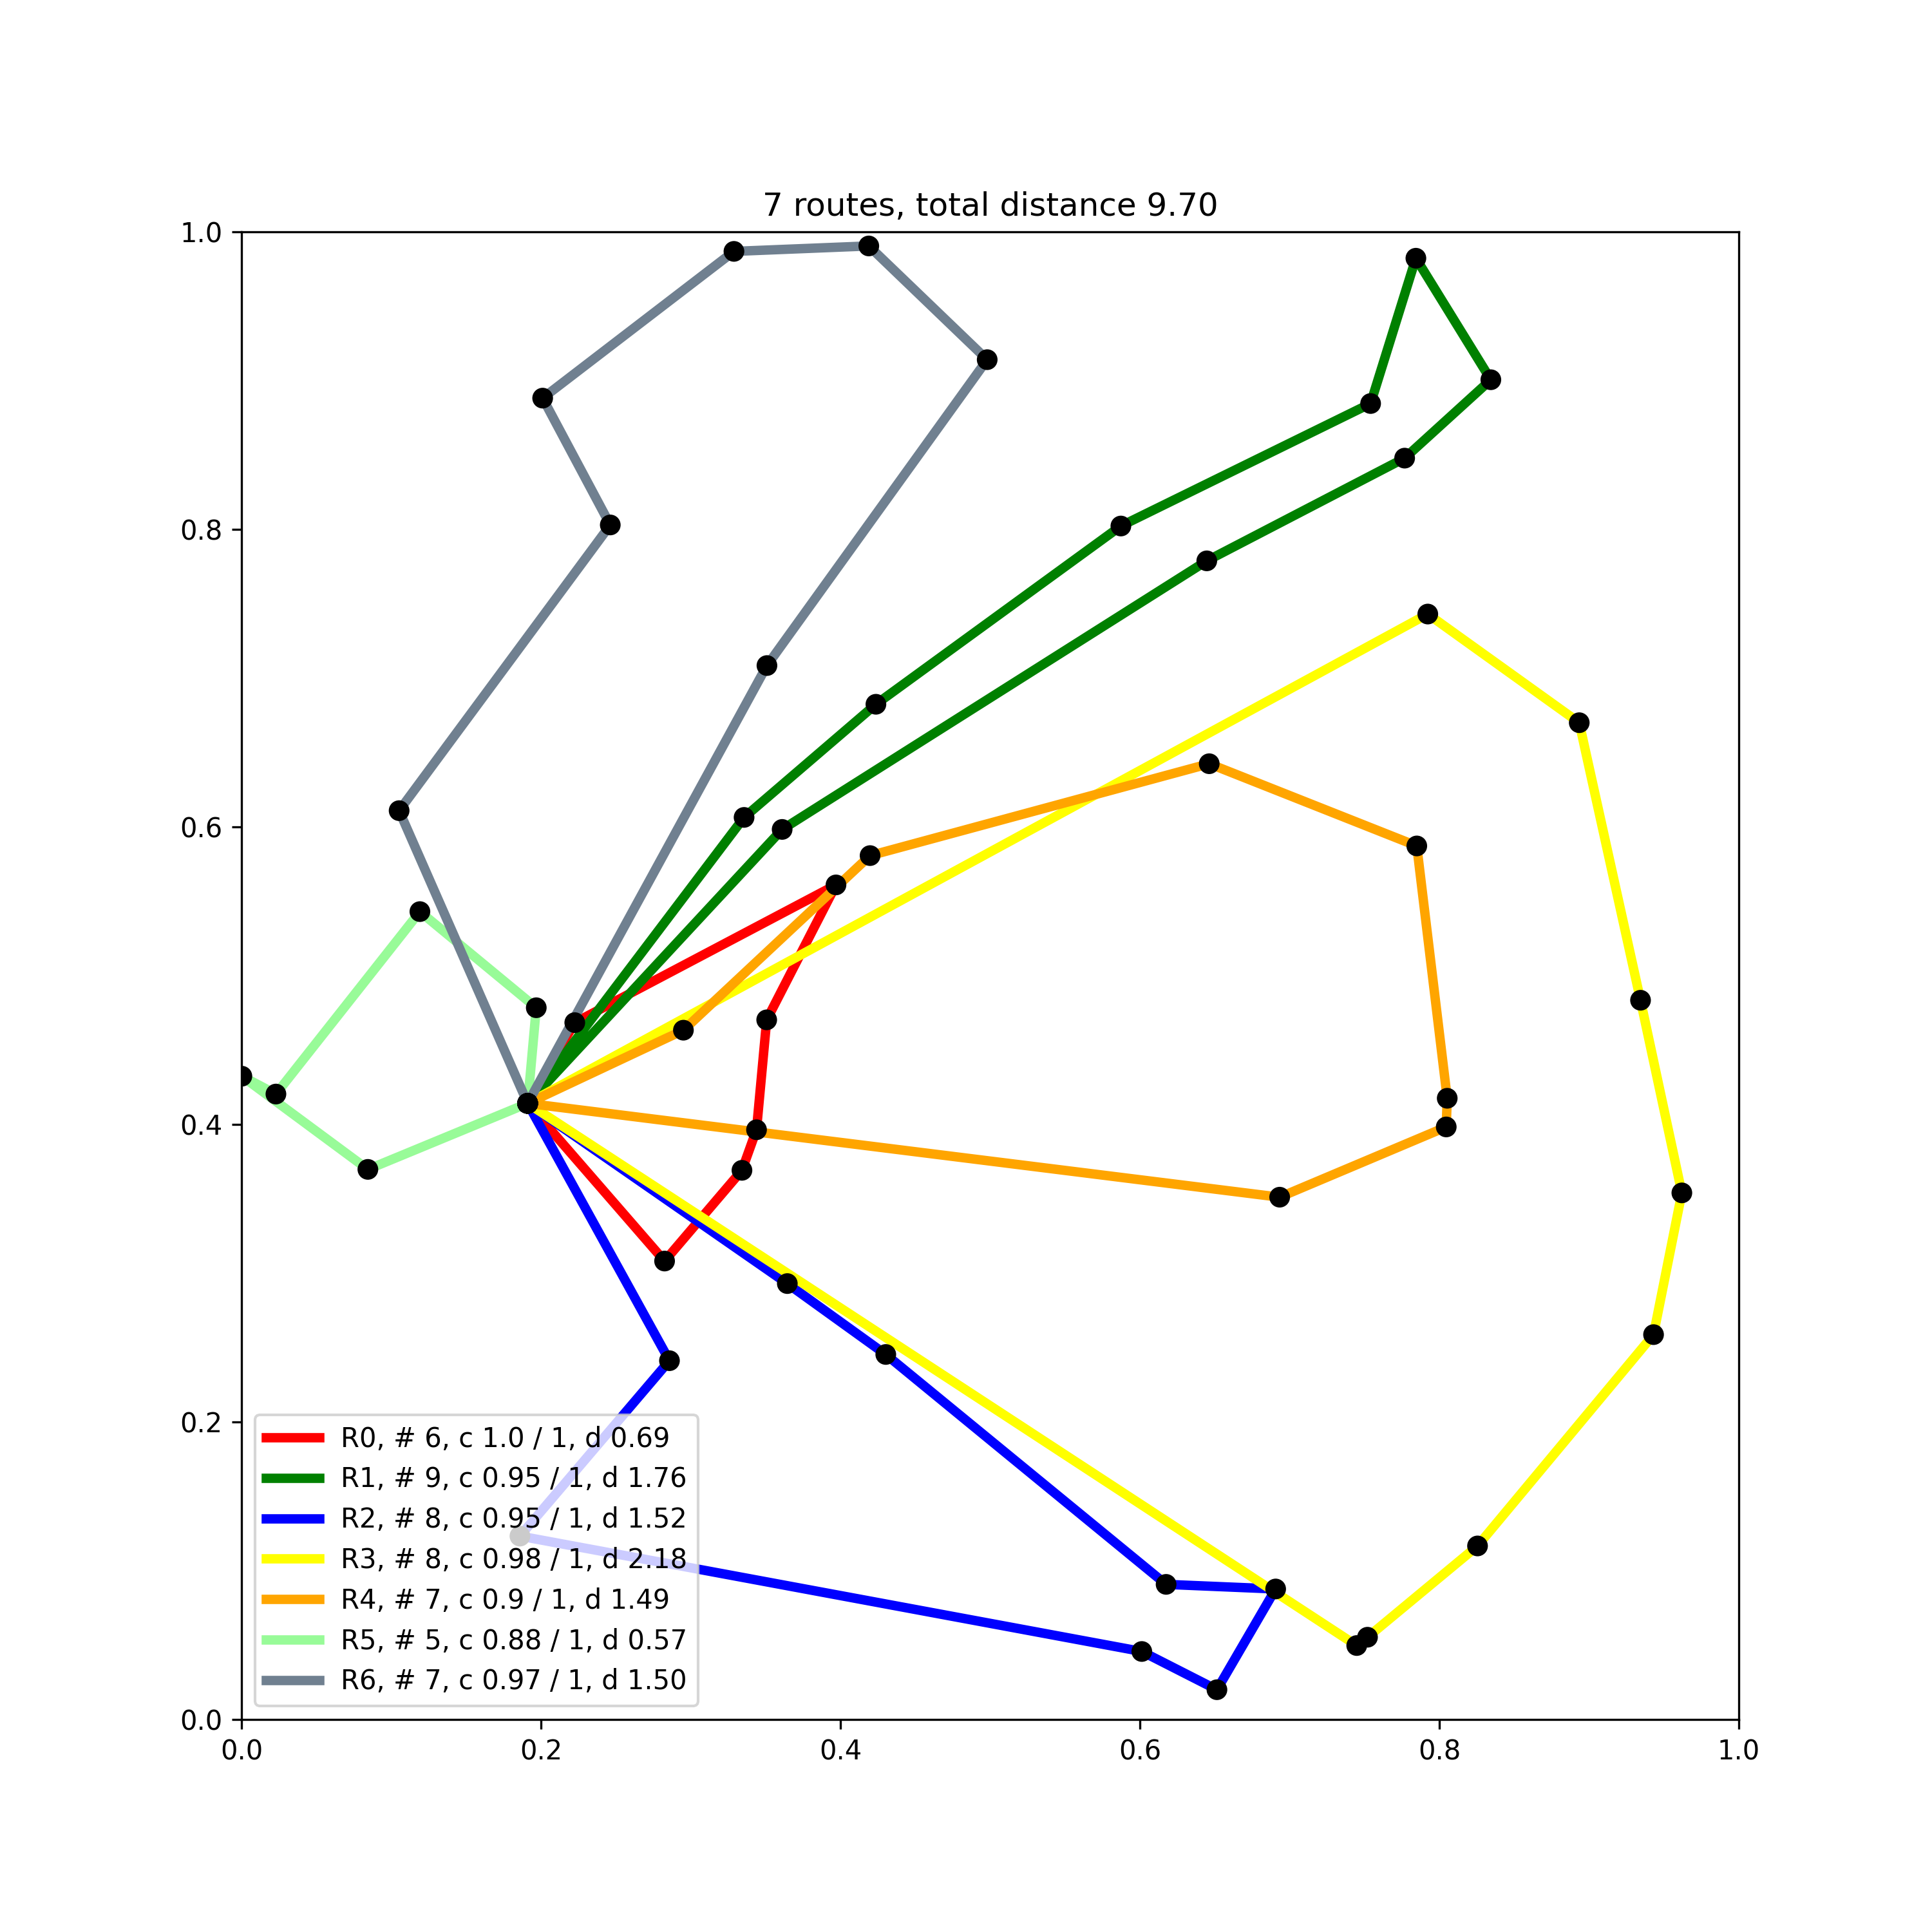 7 routes, total distance 9.70
1.0
0.8
0.6
0.4
0.2
0.0
R0, # 6, c 1.0 / 1, d 0.69
R1, # 9, c 0.95 / 1, d 1.76
R2, # 8, c 0.95 / 1, d 1.52
R3, # 8, c 0.98 / 1, d 2.18
R4, # 7, c 0.9 / 1, d 1.49
R5, # 5, c 0.88 / 1, d 0.57
R6, # 7, c 0.97 / 1, d 1.50
0.0 0.2 0.4 0.6 0.8 1.0